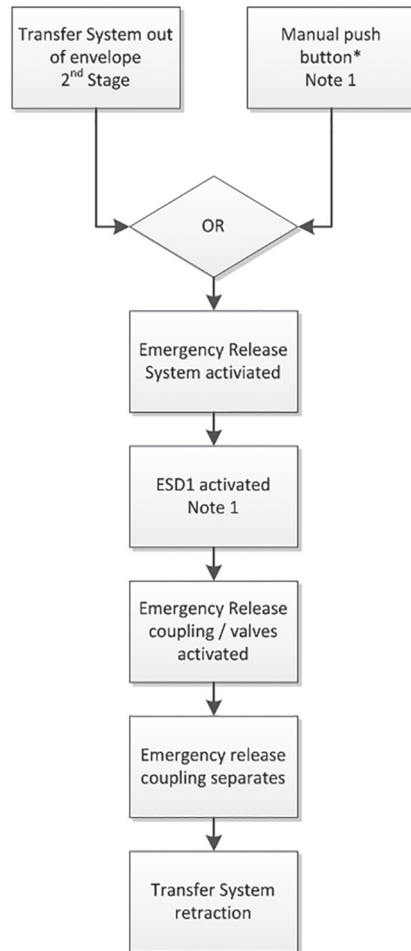 Transfer System out
of envelope
2nd Stage
Manual push
button*
Note 1
OR
Emergency Release
System activiated
ESD1 activated
Note 1
Emergency Release
coupling / valves
activated
Emergency release
coupling separates
Transfer System
retraction